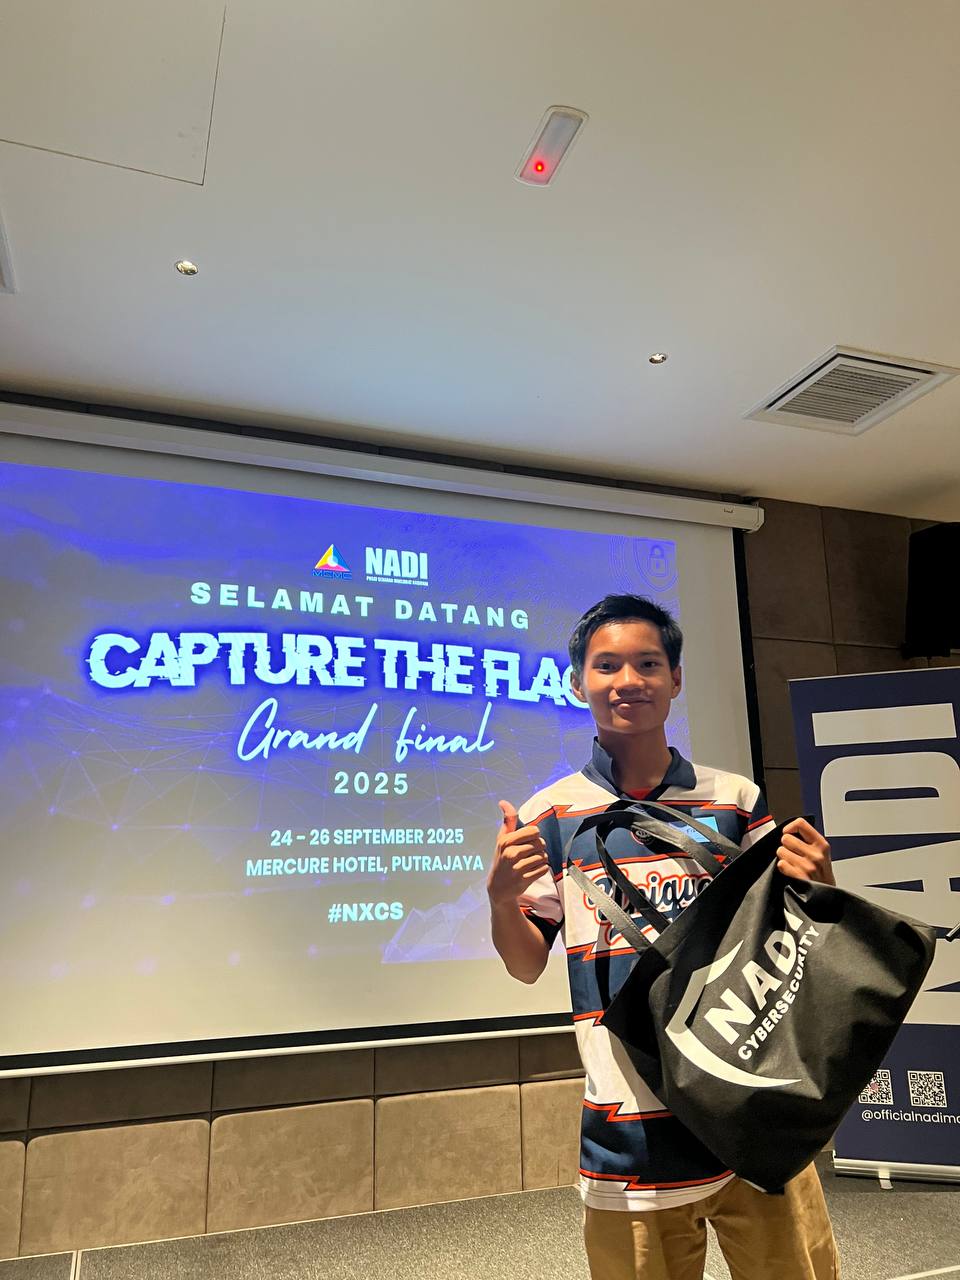 MCMC
NADI
SELAMAT DATANG
CAPTURE THE FLAG
Grand final
2025
24 - 26 SEPTEMBER 2025
MERCURE HOTEL, PUTRAJAYA
#NXCS
Unique
NADI
CYBERSECURITY
NADI
@officialnadima